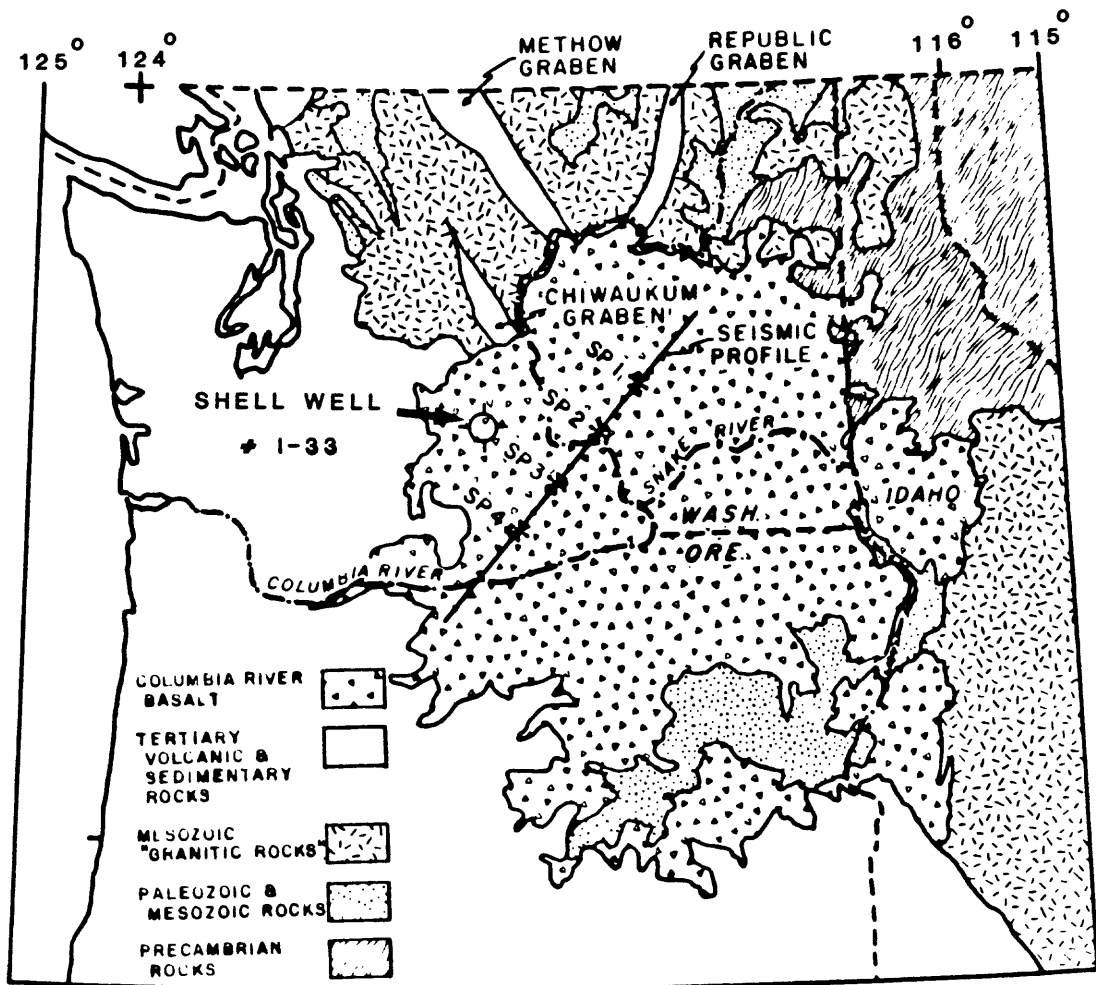 125°
124°
METHOW
GRABEN
REPUBLIC
GRABEN
116°
115°
CHIWAUKUM
GRABEN
SP 1
SEISMIC
PROFILE
SHELL WELL
# 1-33
SP2
SP3
SP4
SNAKE RIVER
IDAHO
WASH.
ORE.
COLUMBIA RIVER
COLUMBIA RIVER
BASALT
TERTIARY
VOLCANIC &
SEDIMENTARY
ROCKS
MESOZOIC
"GRANITIC ROCKS"
PALEOZOIC &
MESOZOIC ROCKS
PRECAMBRIAN
ROCKS